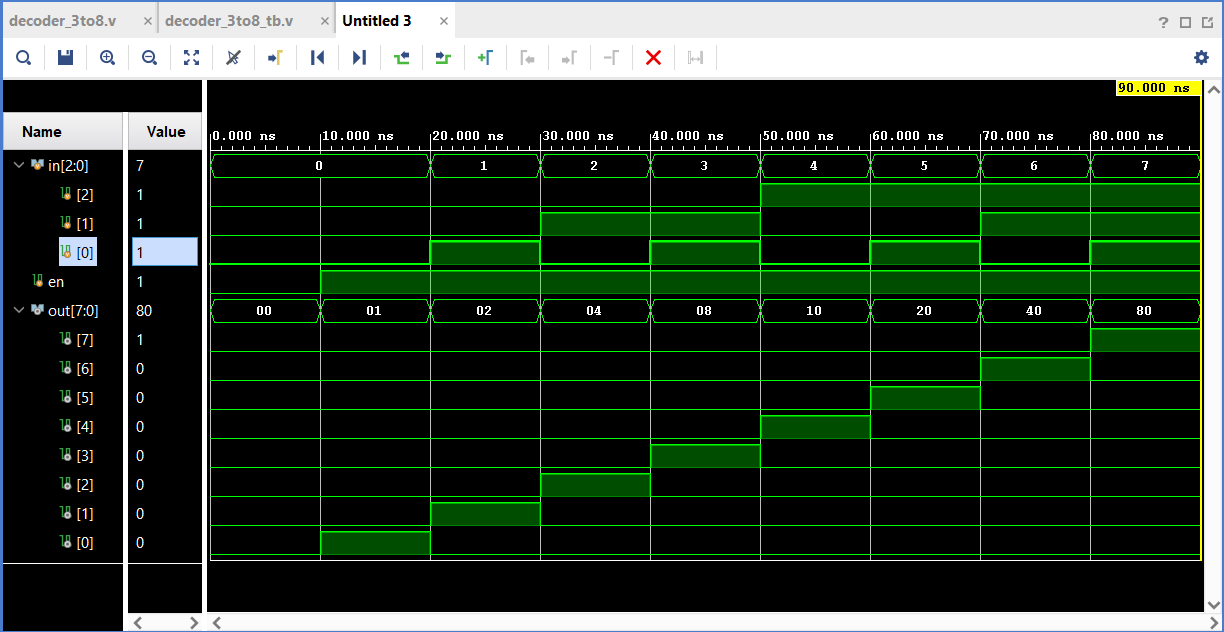 decoder_3to8.v × decoder_3to8_tb.v × Untitled 3 ×
?
90.000 ns
Name Value
0.000 ns 10.000 ns 20.000 ns 30.000 ns 40.000 ns 50.000 ns 60.000 ns 70.000 ns 80.000 ns
in[2:0] 7 0 1 2 3 4 5 6 7
[2] 1
[1] 1
[0] 1
en 1
out[7:0] 80 00 01 02 04 08 10 20 40 80
[7] 1
[6] 0
[5] 0
[4] 0
[3] 0
[2] 0
[1] 0
[0] 0